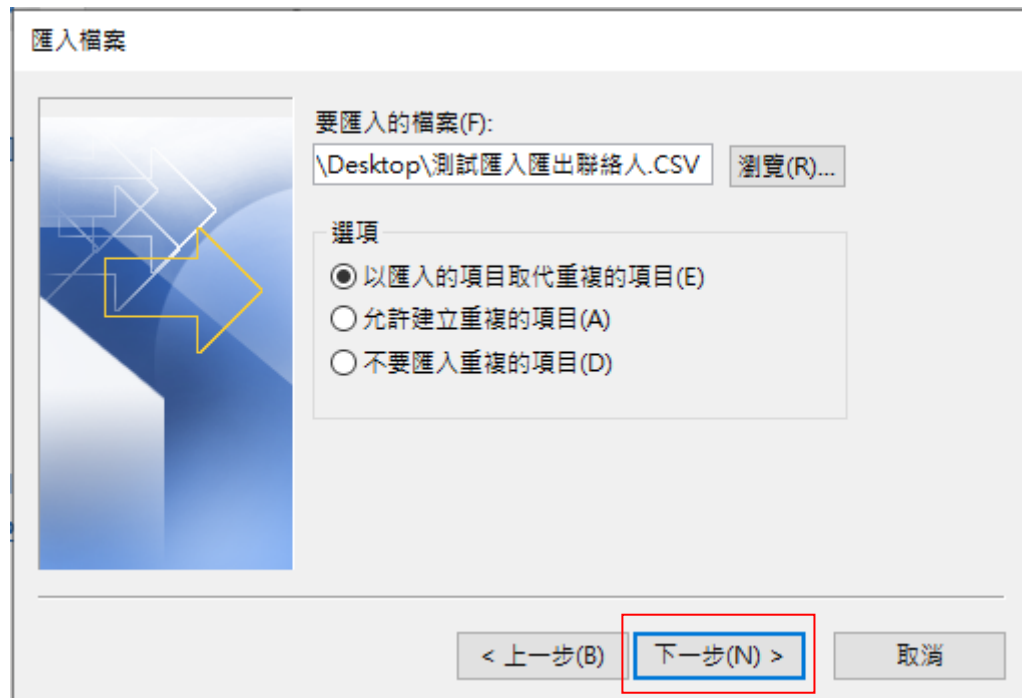 匯入檔案
要匯入的檔案(F):
\Desktop\測試匯入匯出聯絡人.CSV
瀏覽(R)...
選項
以匯入的項目取代重複的項目(E)
允許建立重複的項目(A)
不要匯入重複的項目(D)
< 上一步(B)
下一步(N) >
取消